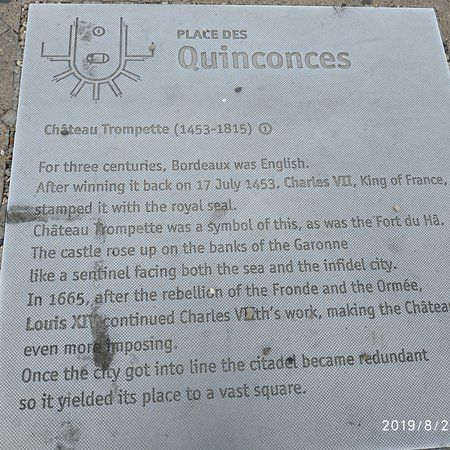 PLACE DES
Quinconces
Château Trompette (1453-1815) ①
For three centuries, Bordeaux was English.
After winning it back on 17 July 1453, Charles VII, King of France,
stamped it with the royal seal.
Château Trompette was a symbol of this, as was the Fort du Hâ.
The castle rose up on the banks of the Garonne
like a sentinel facing both the sea and the infidel city.
In 1665, after the rebellion of the Fronde and the Ormée,
Louis XIV continued Charles VIIth's work, making the Château
even more imposing.
Once the city got into line the citadel became redundant
so it yielded its place to a vast square.
2019/8/2